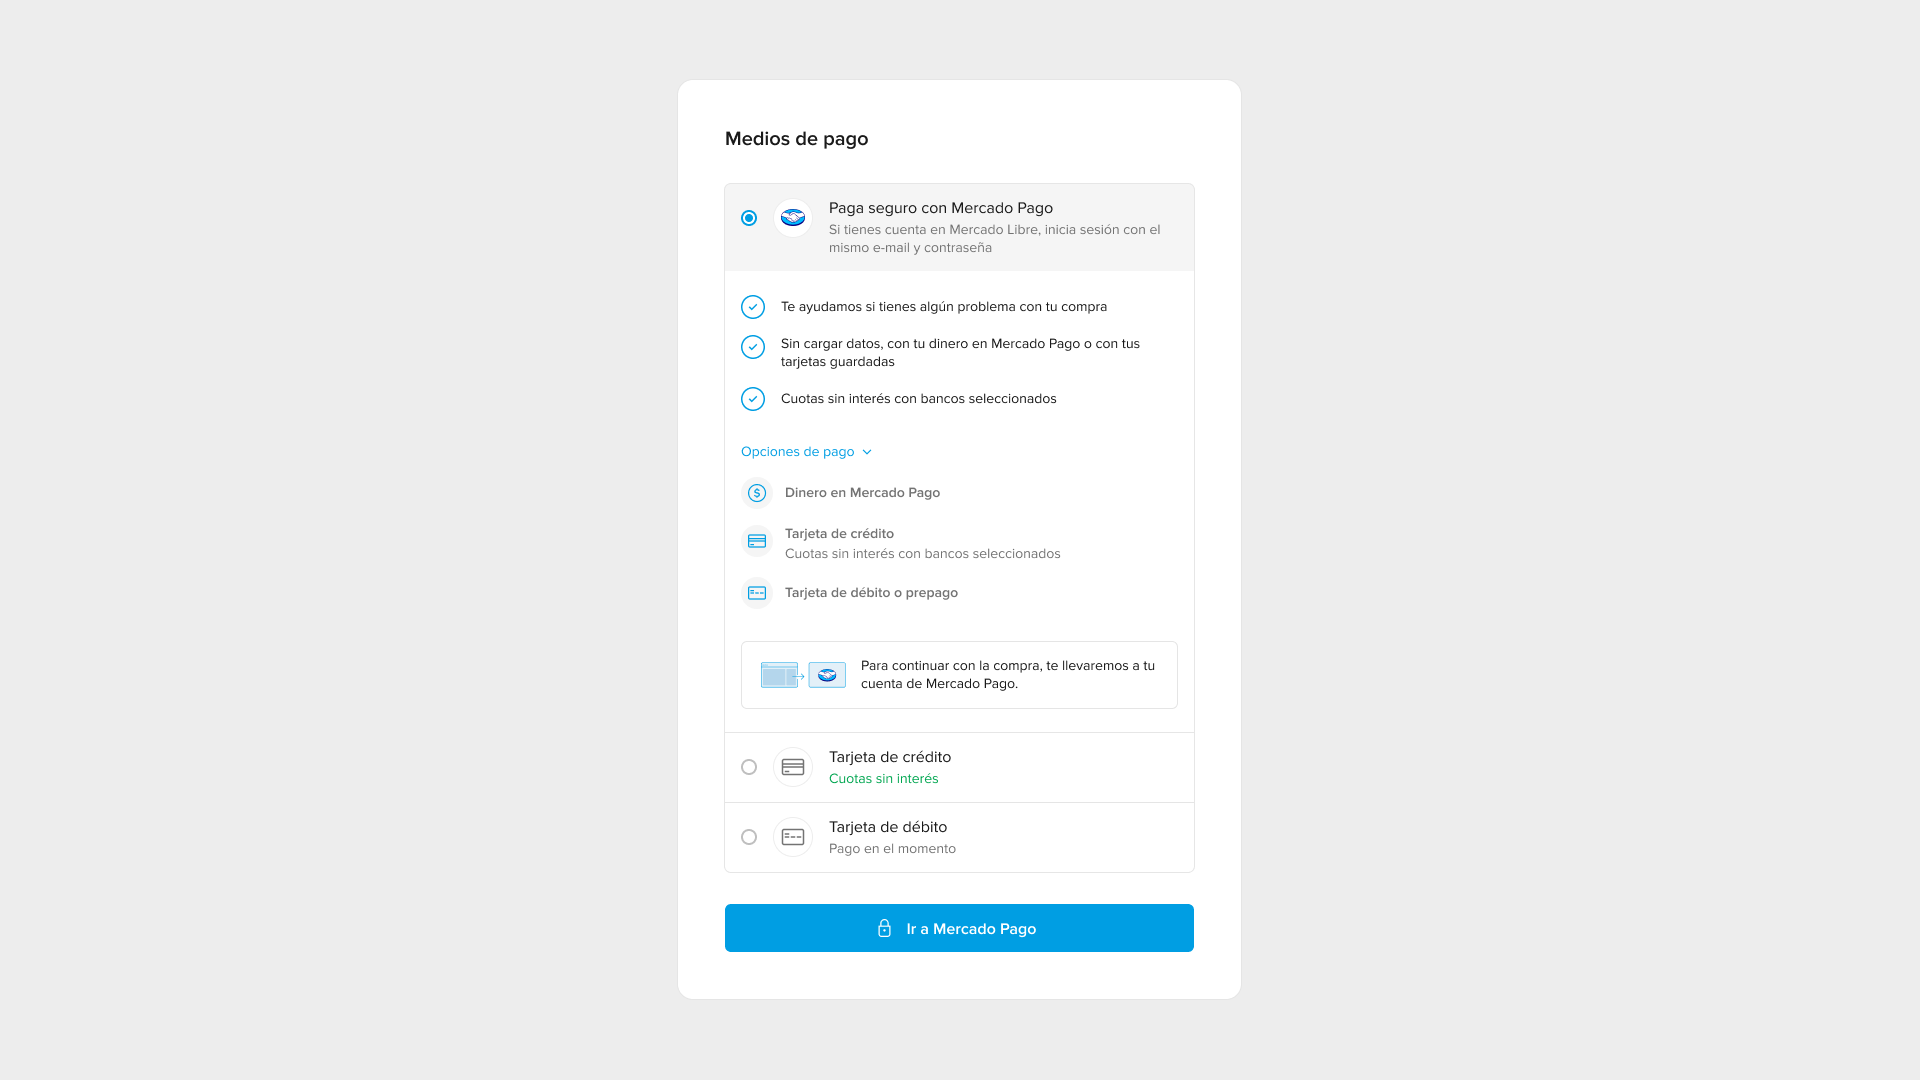 Medios de pago
Paga seguro con Mercado Pago
Si tienes cuenta en Mercado Libre, inicia sesión con el
mismo e-mail y contraseña
Te ayudamos si tienes algún problema con tu compra
Sin cargar datos, con tu dinero en Mercado Pago o con tus
tarjetas guardadas
Cuotas sin interés con bancos seleccionados
Opciones de pago
$ Dinero en Mercado Pago
Tarjeta de crédito
Cuotas sin interés con bancos seleccionados
Tarjeta de débito o prepago
Para continuar con la compra, te llevaremos a tu
cuenta de Mercado Pago.
Tarjeta de crédito
Cuotas sin interés
Tarjeta de débito
Pago en el momento
Ir a Mercado Pago